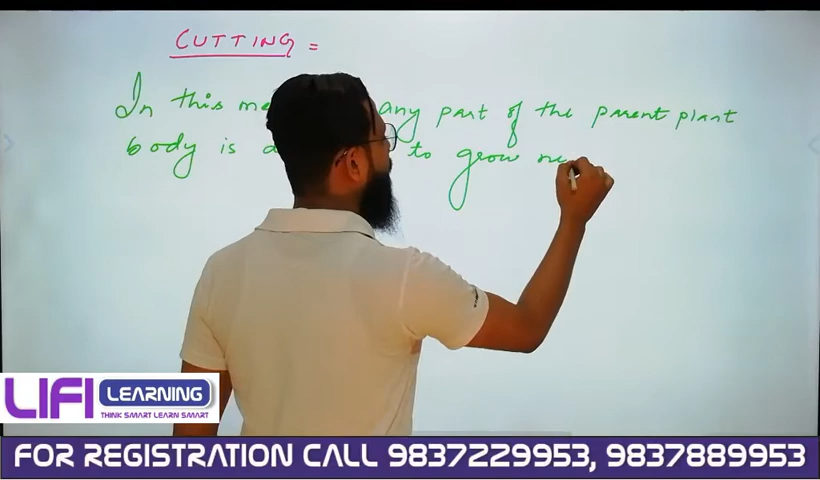 CUTTING =
In this me any part of the parent plant
body is to grow
LIFI LEARNING
THINK SMART LEARN SMART
FOR REGISTRATION CALL 9837229953, 9837889953